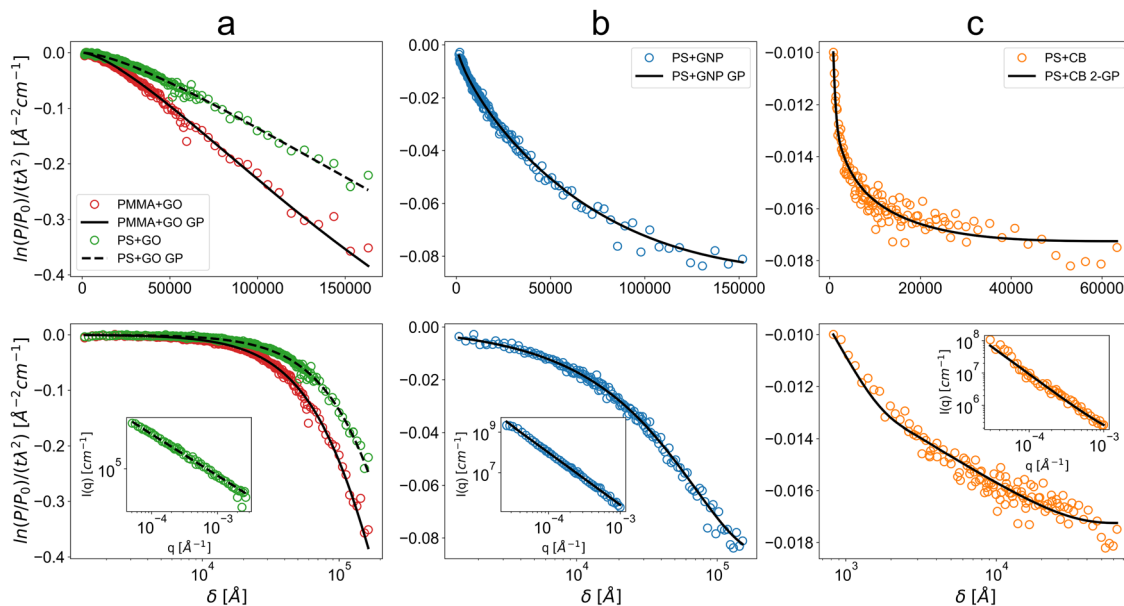 a
b
c
ln(P/P₀)/(tλ²) [Å⁻²cm⁻¹]
0.0
−0.1
−0.2
−0.3
−0.4
PMMA+GO
PMMA+GO GP
PS+GO
PS+GO GP
0
50000
100000
150000
0.00
−0.02
−0.04
−0.06
−0.08
PS+GNP
PS+GNP GP
0
50000
100000
150000
−0.010
−0.012
−0.014
−0.016
−0.018
PS+CB
PS+CB 2-GP
0
20000
40000
60000
ln(P/P₀)/(tλ²) [Å⁻²cm⁻¹]
0.0
−0.1
−0.2
−0.3
−0.4
I(q) [cm⁻¹]
10⁵
10⁻⁴
10⁻³
q [Å⁻¹]
10⁴
10⁵
δ [Å]
0.00
−0.02
−0.04
−0.06
−0.08
I(q) [cm⁻¹]
10⁹
10⁷
10⁻⁴
10⁻³
q [Å⁻¹]
10⁴
10⁵
δ [Å]
−0.010
−0.012
−0.014
−0.016
−0.018
I(q) [cm⁻¹]
10⁸
10⁷
10⁶
10⁻⁴
10⁻³
q [Å⁻¹]
10³
10⁴
δ [Å]